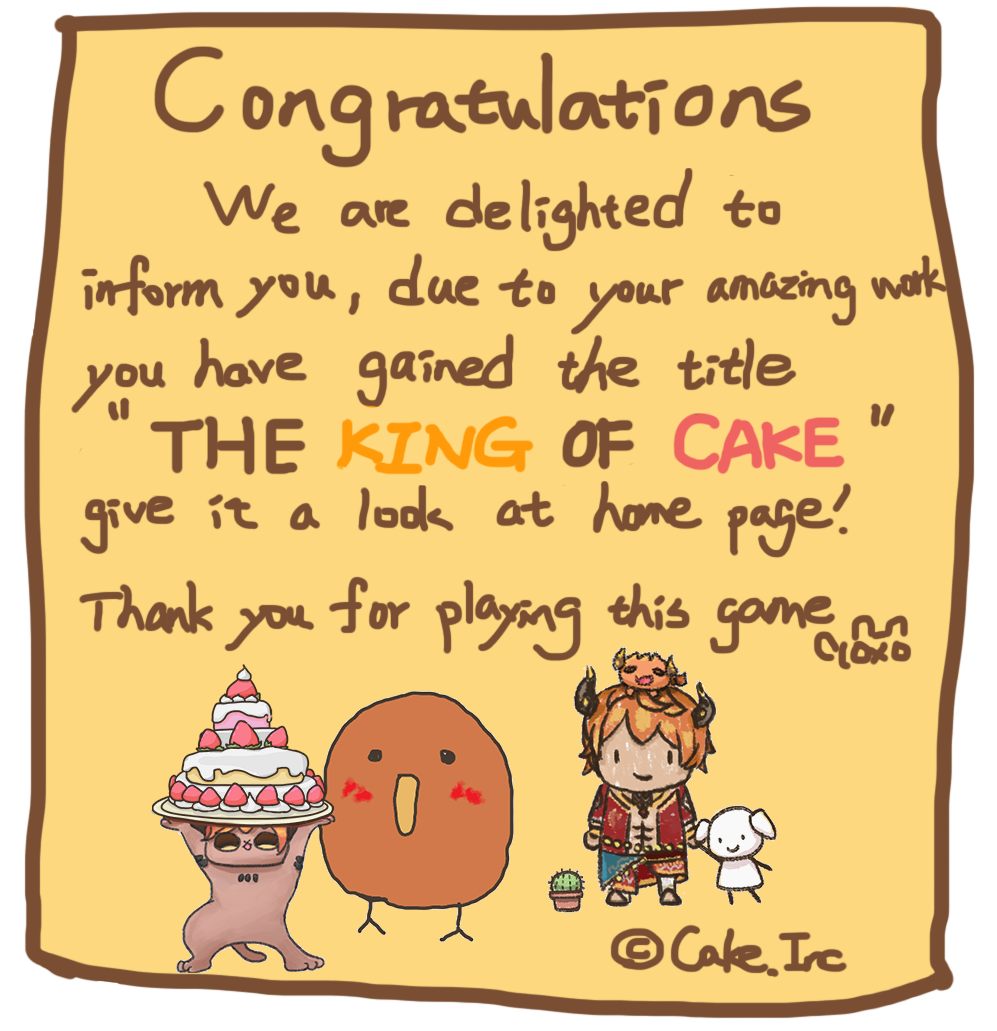 Congratulations
We are delighted to
inform you, due to your amazing work
you have gained the title
" THE KING OF CAKE "
give it a look at home page!
Thank you for playing this game
xoxo
© Cake. Inc